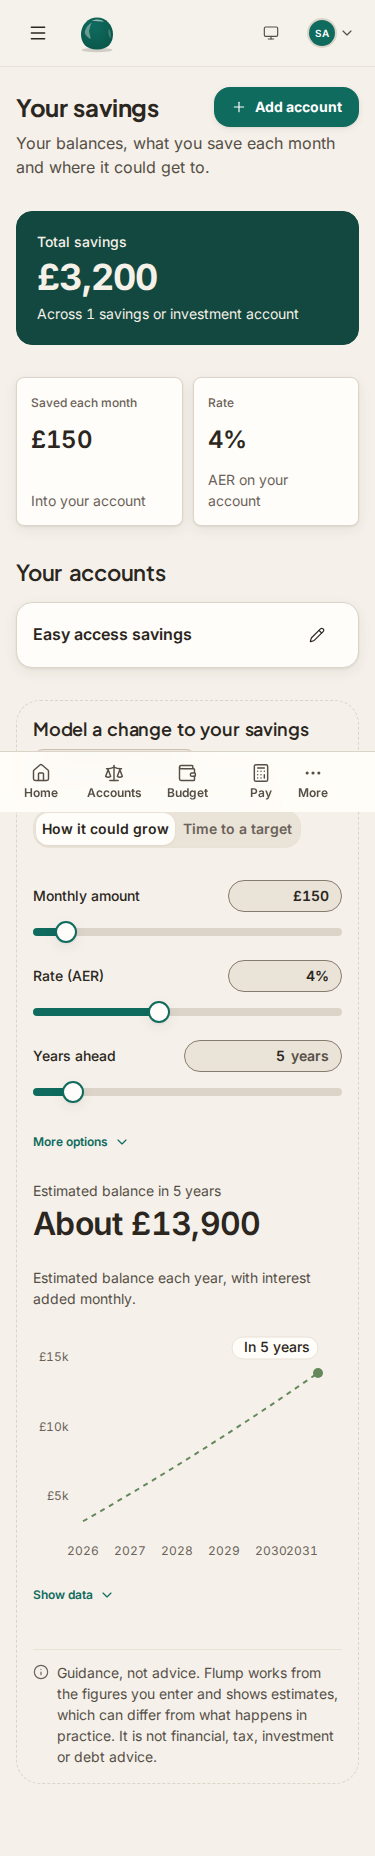 SA
Your savings
Add account
Your balances, what you save each month
and where it could get to.
Total savings
£3,200
Across 1 savings or investment account
Saved each month
£150
Into your account
Rate
4%
AER on your
account
Your accounts
Easy access savings
Model a change to your savings
Home
Accounts
Budget
Pay
More
How it could grow
Time to a target
Monthly amount
£150
Rate (AER)
4%
Years ahead
5 years
More options
Estimated balance in 5 years
About £13,900
Estimated balance each year, with interest
added monthly.
In 5 years
£15k
£10k
£5k
2026 2027 2028 2029 2030 2031
Show data
Guidance, not advice. Flump works from
the figures you enter and shows estimates,
which can differ from what happens in
practice. It is not financial, tax, investment
or debt advice.